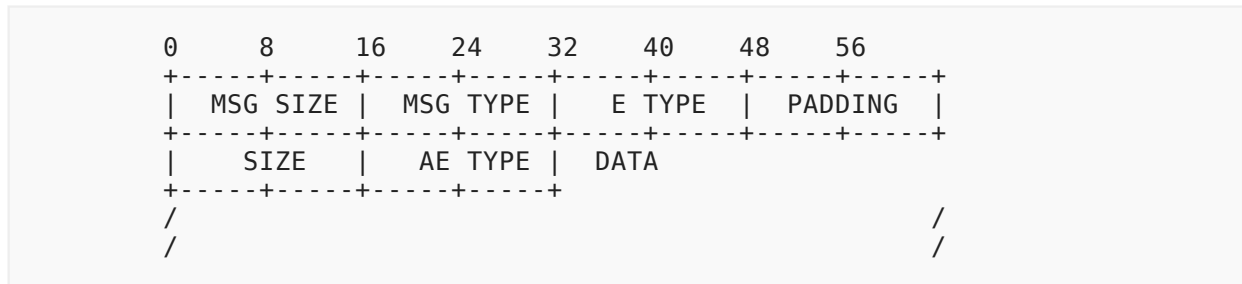 0     8     16    24    32    40    48    56
+-----+-----+-----+-----+-----+-----+-----+-----+
|  MSG SIZE |  MSG TYPE |   E TYPE  |  PADDING  |
+-----+-----+-----+-----+-----+-----+-----+-----+
|    SIZE   |   AE TYPE |  DATA
+-----+-----+-----+-----+
/                                               /
/                                               /